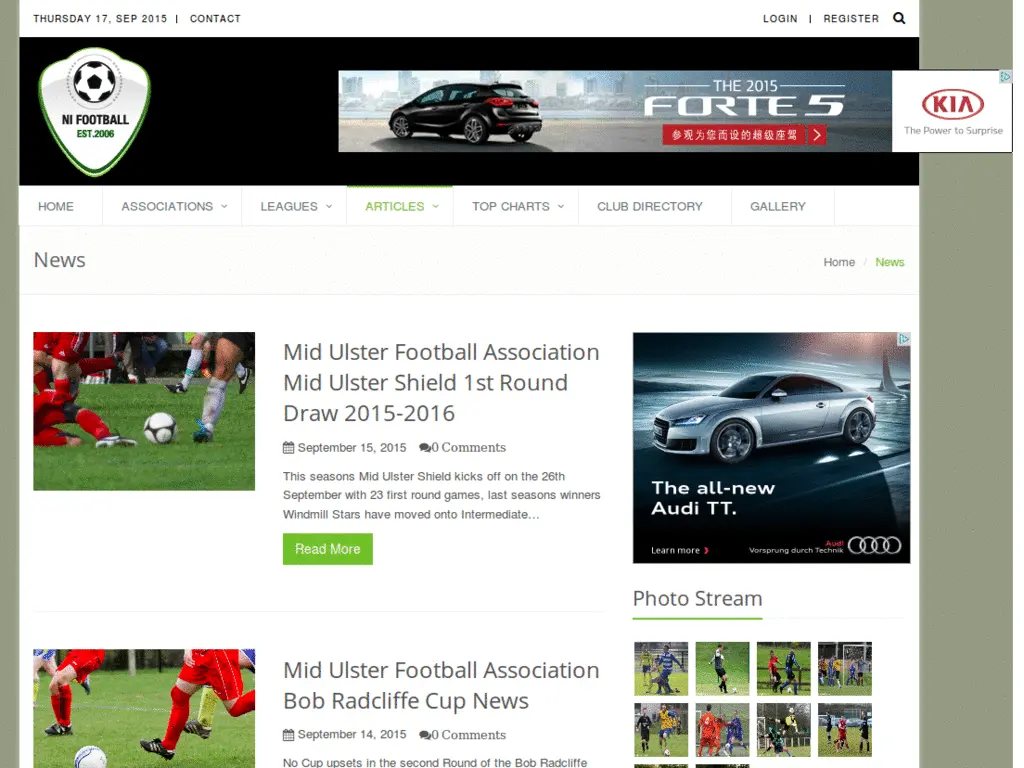 THURSDAY 17, SEP 2015 | CONTACT
LOGIN | REGISTER
NI FOOTBALL
EST.2006
THE 2015
FORTE 5
参观为您而设的超级座驾
KIA
The Power to Surprise
HOME ASSOCIATIONS LEAGUES ARTICLES TOP CHARTS CLUB DIRECTORY GALLERY
News
Home / News
Mid Ulster Football Association
Mid Ulster Shield 1st Round
Draw 2015-2016
September 15, 2015 0 Comments
This seasons Mid Ulster Shield kicks off on the 26th
September with 23 first round games, last seasons winners
Windmill Stars have moved onto Intermediate…
Read More
The all-new
Audi TT.
Learn more
Audi
Vorsprung durch Technik
Photo Stream
Mid Ulster Football Association
Bob Radcliffe Cup News
September 14, 2015 0 Comments
No Cup upsets in the second Round of the Bob Radcliffe